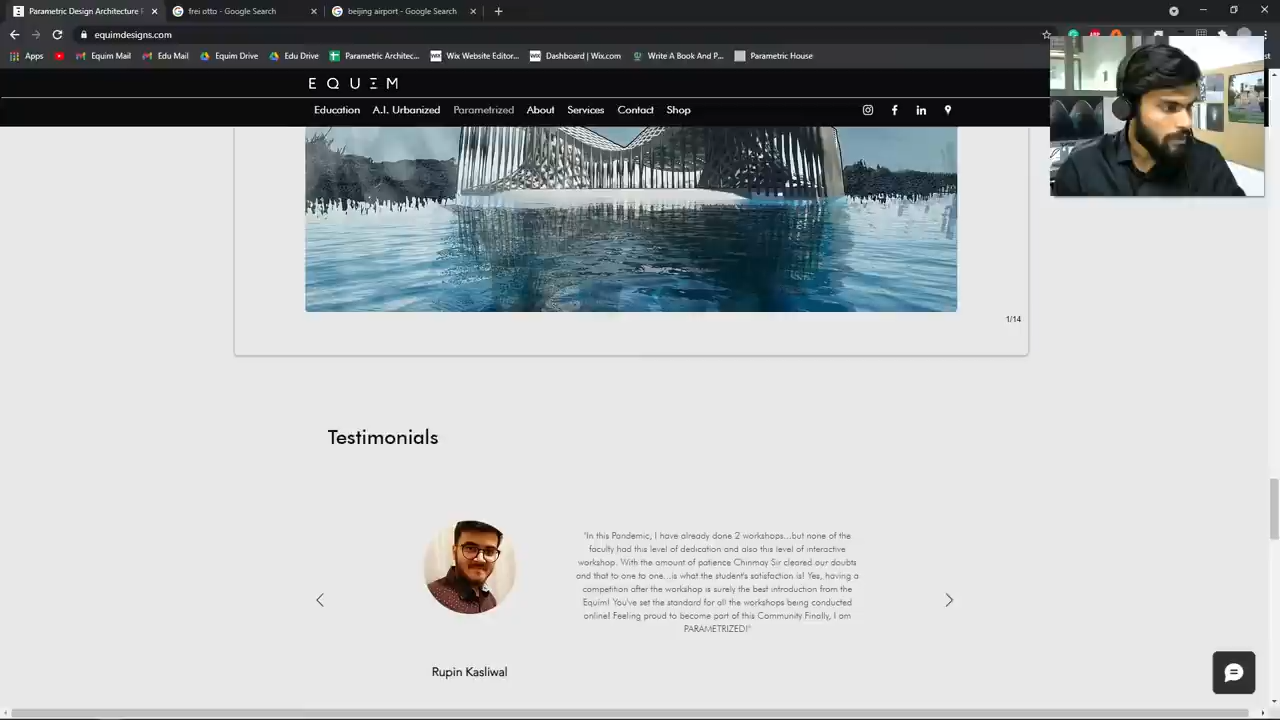 Parametric Design Architecture
frei otto - Google Search
beijing airport - Google Search
equimdesigns.com
Apps
Equim Mail
Edu Mail
Equim Drive
Edu Drive
Parametric Architec...
Wix Website Editor...
Dashboard | Wix.com
Write A Book And P...
Parametric House
EQUEM
Education
A.I. Urbanized
Parametrized
About
Services
Contact
Shop
1/14
Testimonials
"In this Pandemic, I have already done 2 workshops...but none of the
faculty had this level of dedication and also this level of interactive
workshop. With the amount of patience Chinmay Sir cleared our doubts
and that to one to one...is what the student's satisfaction is! Yes, having a
competition after the workshop is surely the best introduction from the
Equim! You've set the standard for all the workshops being conducted
online! Feeling proud to become part of this Community Finally, I am
PARAMETRIZED!"
Rupin Kasliwal